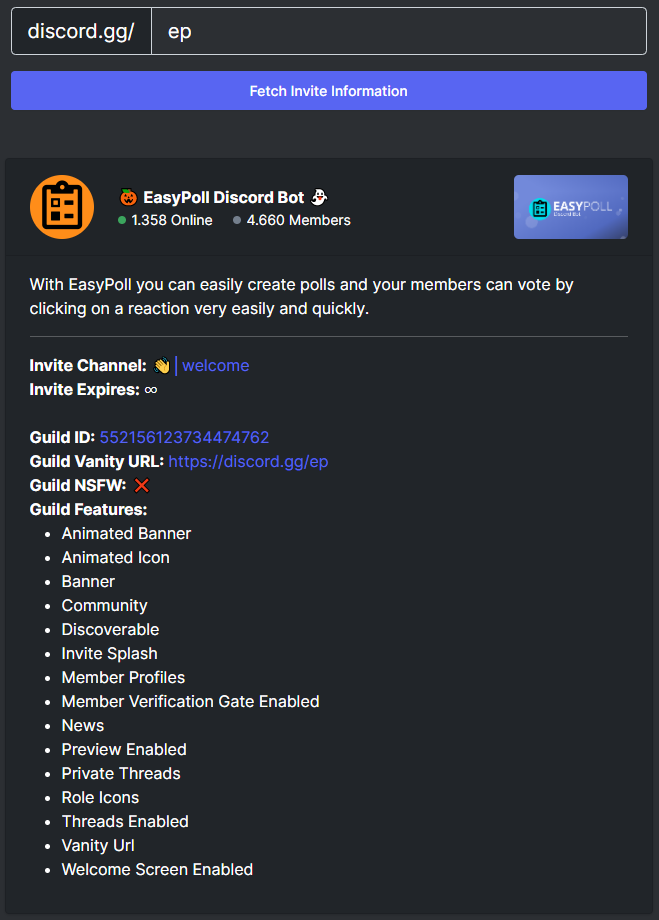 discord.gg/ ep
Fetch Invite Information
🎃 EasyPoll Discord Bot 👻
1.358 Online 4.660 Members
EASYPOLL
Discord Bot
With EasyPoll you can easily create polls and your members can vote by
clicking on a reaction very easily and quickly.
Invite Channel: 👋│welcome
Invite Expires: ∞
Guild ID: 552156123734474762
Guild Vanity URL: https://discord.gg/ep
Guild NSFW: ❌
Guild Features:
• Animated Banner
• Animated Icon
• Banner
• Community
• Discoverable
• Invite Splash
• Member Profiles
• Member Verification Gate Enabled
• News
• Preview Enabled
• Private Threads
• Role Icons
• Threads Enabled
• Vanity Url
• Welcome Screen Enabled